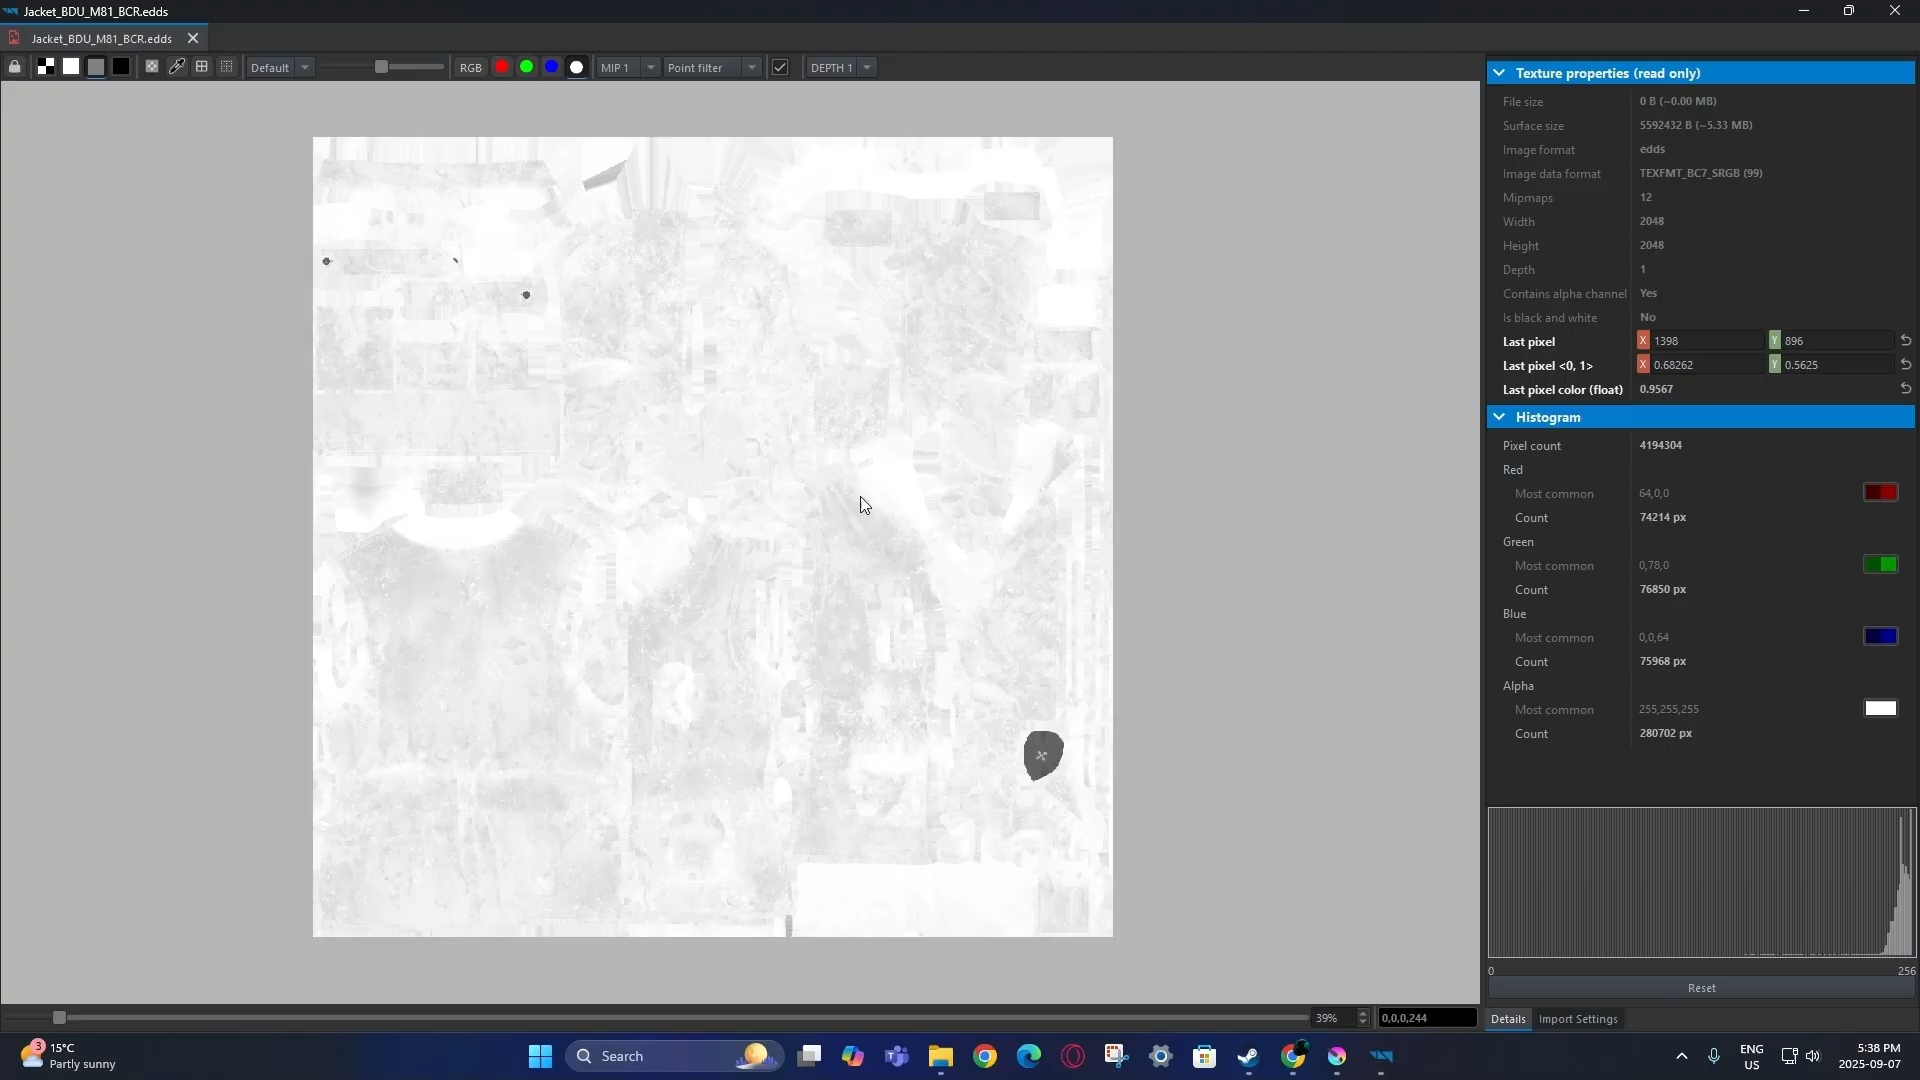 Jacket_BDU_M81_BCR.edds
Jacket_BDU_M81_BCR.edds
Default
RGB
MIP 1
Point filter
DEPTH 1
Texture properties (read only)
File size 0 B (~0.00 MB)
Surface size 5592432 B (~5.33 MB)
Image format edds
Image data format TEXFMT_BC7_SRGB (99)
Mipmaps 12
Width 2048
Height 2048
Depth 1
Contains alpha channel Yes
Is black and white No
Last pixel X 1398 Y 896
Last pixel <0, 1> X 0.68262 Y 0.5625
Last pixel color (float) 0.9567
Histogram
Pixel count 4194304
Red
Most common 64,0,0
Count 74214 px
Green
Most common 0,78,0
Count 76850 px
Blue
Most common 0,0,64
Count 75968 px
Alpha
Most common 255,255,255
Count 280702 px
0 256
Reset
39% 0,0,0,244
Details Import Settings
3
15°C
Partly sunny
Search
ENG
US
5:38 PM
2025-09-07